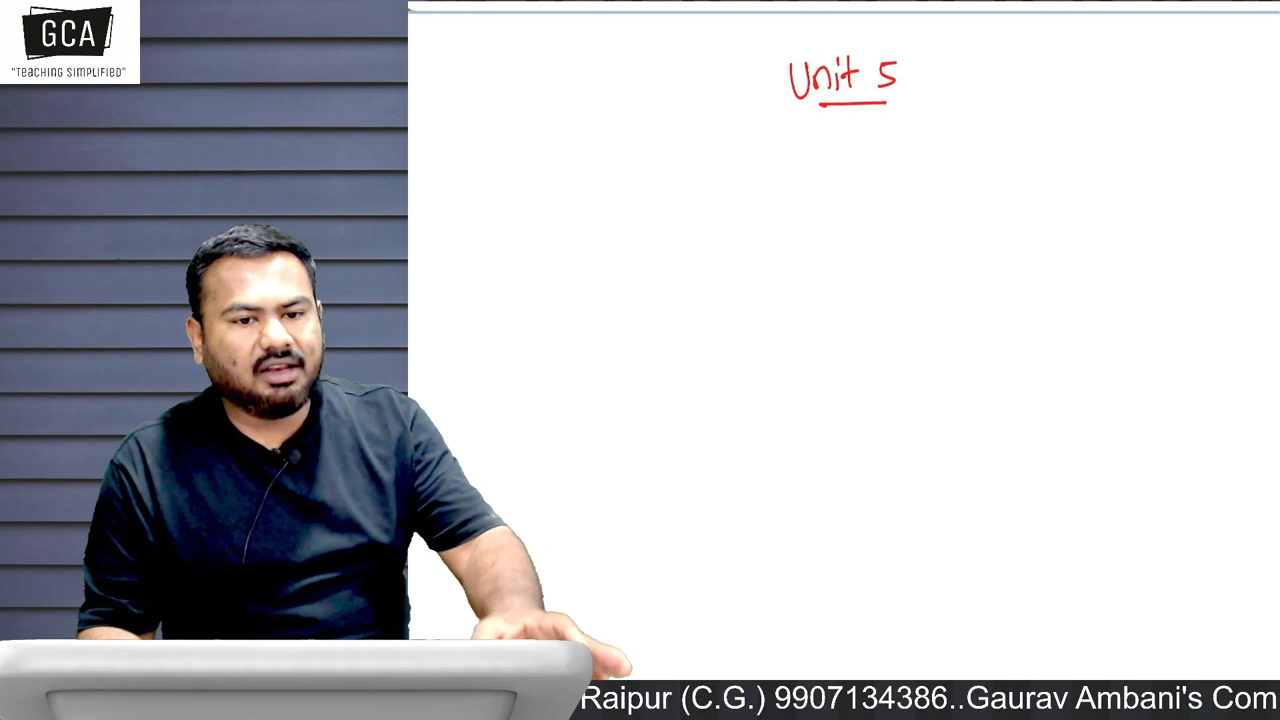 GCA
"Teaching Simplified"
Unit 5
Raipur (C.G.) 9907134386..Gaurav Ambani's Com